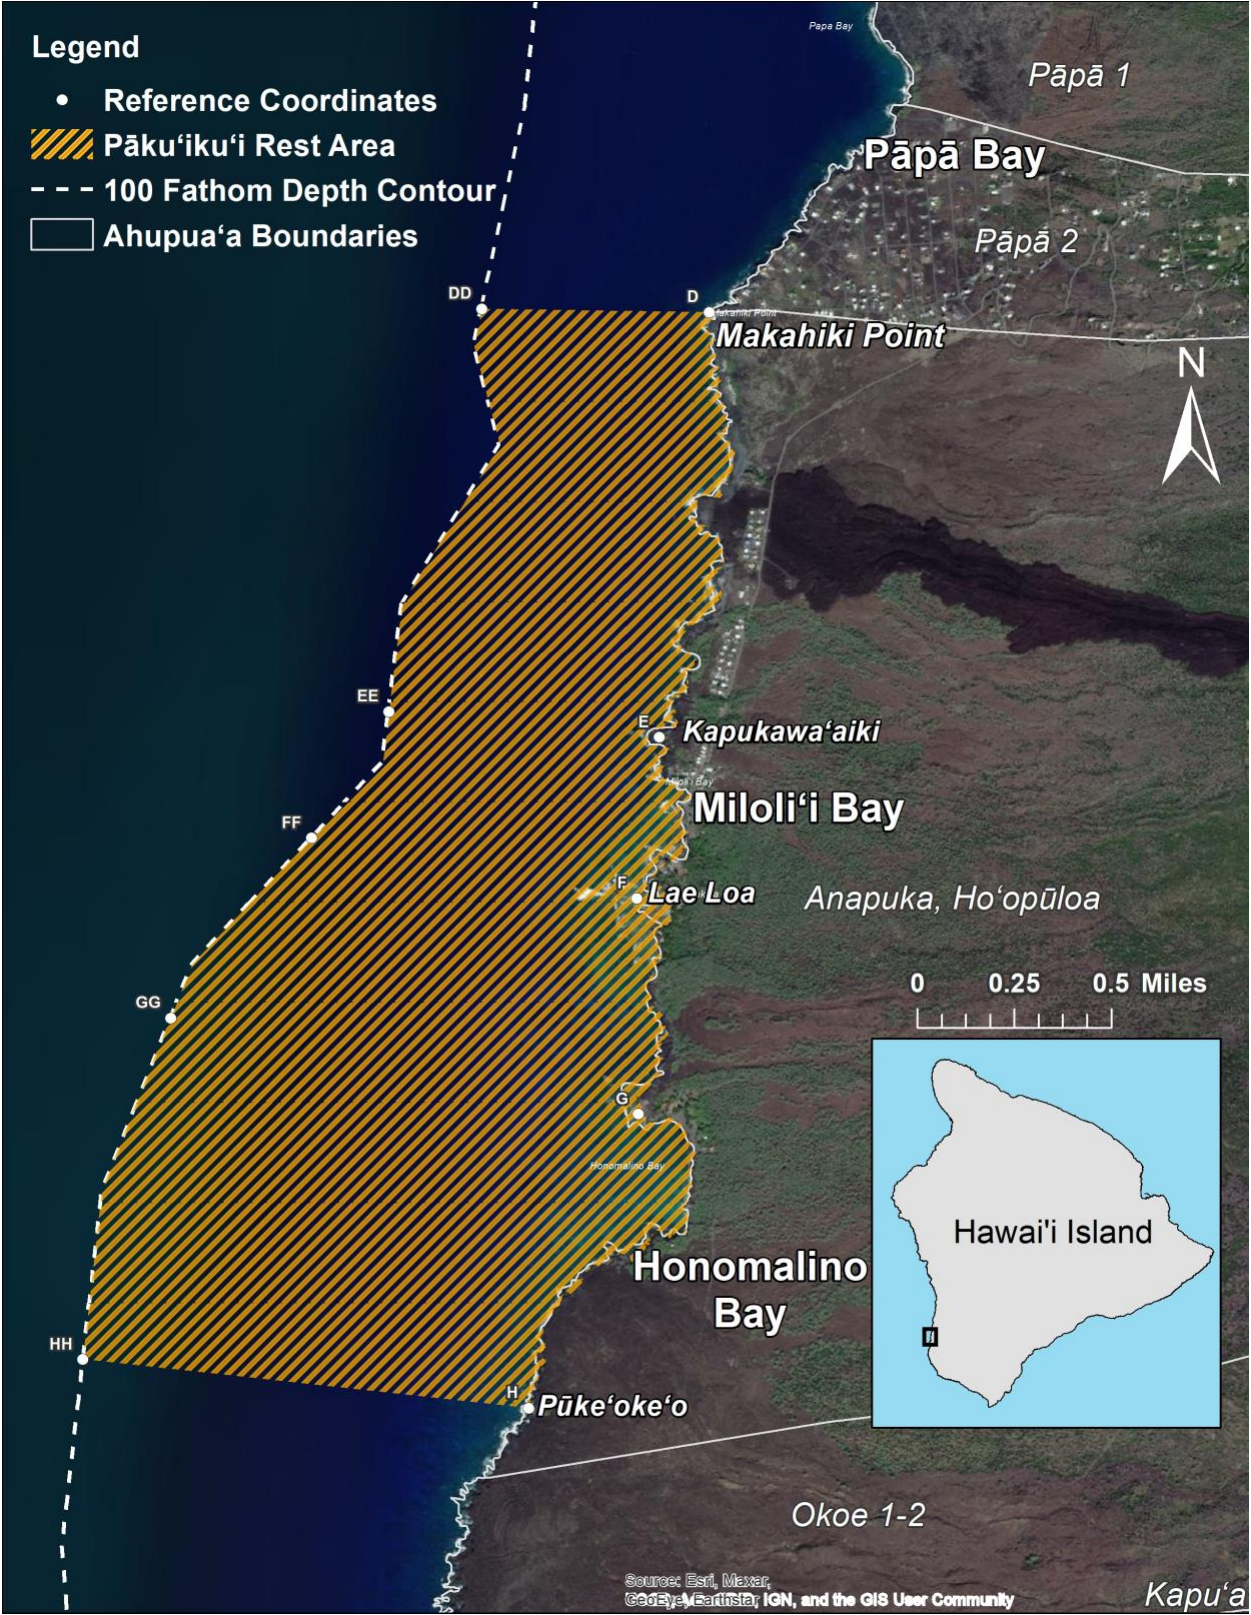 Legend
Reference Coordinates
Pākuʻikuʻi Rest Area
100 Fathom Depth Contour
Ahupuaʻa Boundaries
Papa Bay
Pāpā 1
Pāpā Bay
Pāpā 2
DD
D
Makahiki Point
Makahiki Point
N
EE
E
Kapukawaʻaiki
Miloliʻi Bay
Miloliʻi Bay
FF
F
Lae Loa
Anapuka, Hoʻopūloa
GG
0 0.25 0.5 Miles
G
Honomalino Bay
Hawai'i Island
Honomalino
Bay
HH
H
Pūkeʻokeʻo
Okoe 1-2
Source: Esri, Maxar,
GeoEye, Earthstar IGN, and the GIS User Community
Kapuʻa